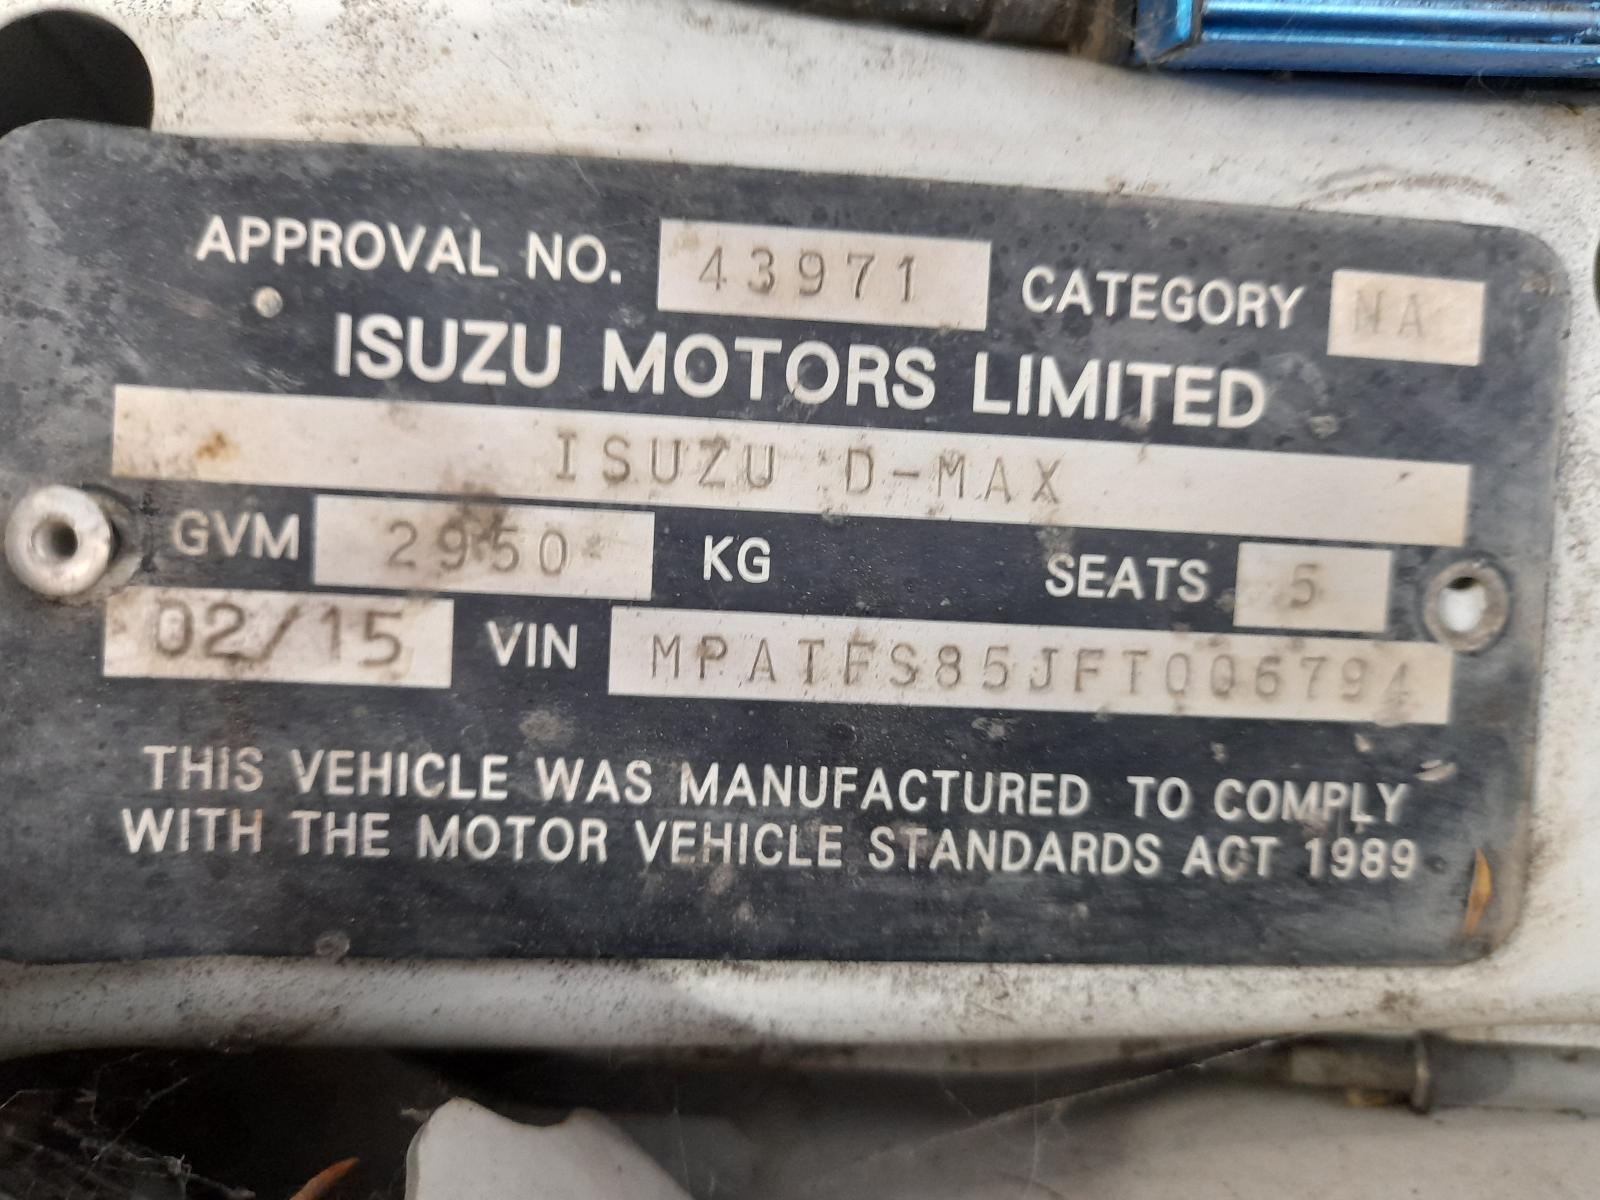 APPROVAL NO. 43971 CATEGORY NA
ISUZU MOTORS LIMITED
ISUZU D-MAX
GVM 2950 KG SEATS 5
02/15 VIN MPATFS85JFT006794
THIS VEHICLE WAS MANUFACTURED TO COMPLY
WITH THE MOTOR VEHICLE STANDARDS ACT 1989